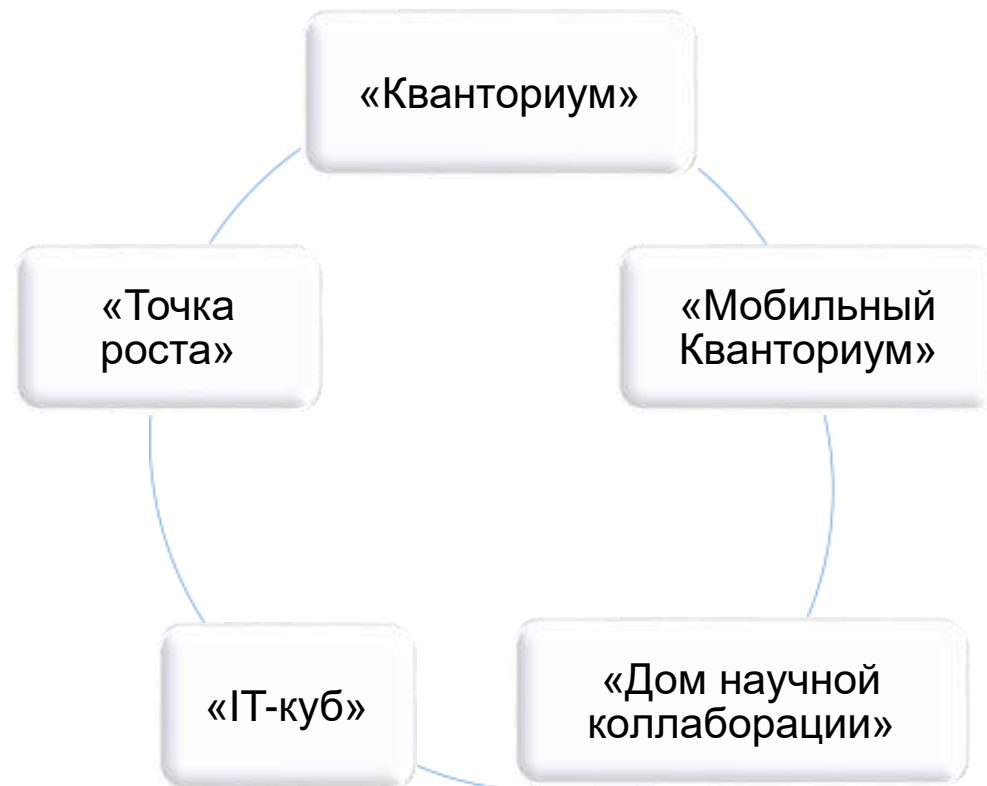 «Кванториум»
«Точка
роста»
«Мобильный
Кванториум»
«IT-куб»
«Дом научной
коллаборации»